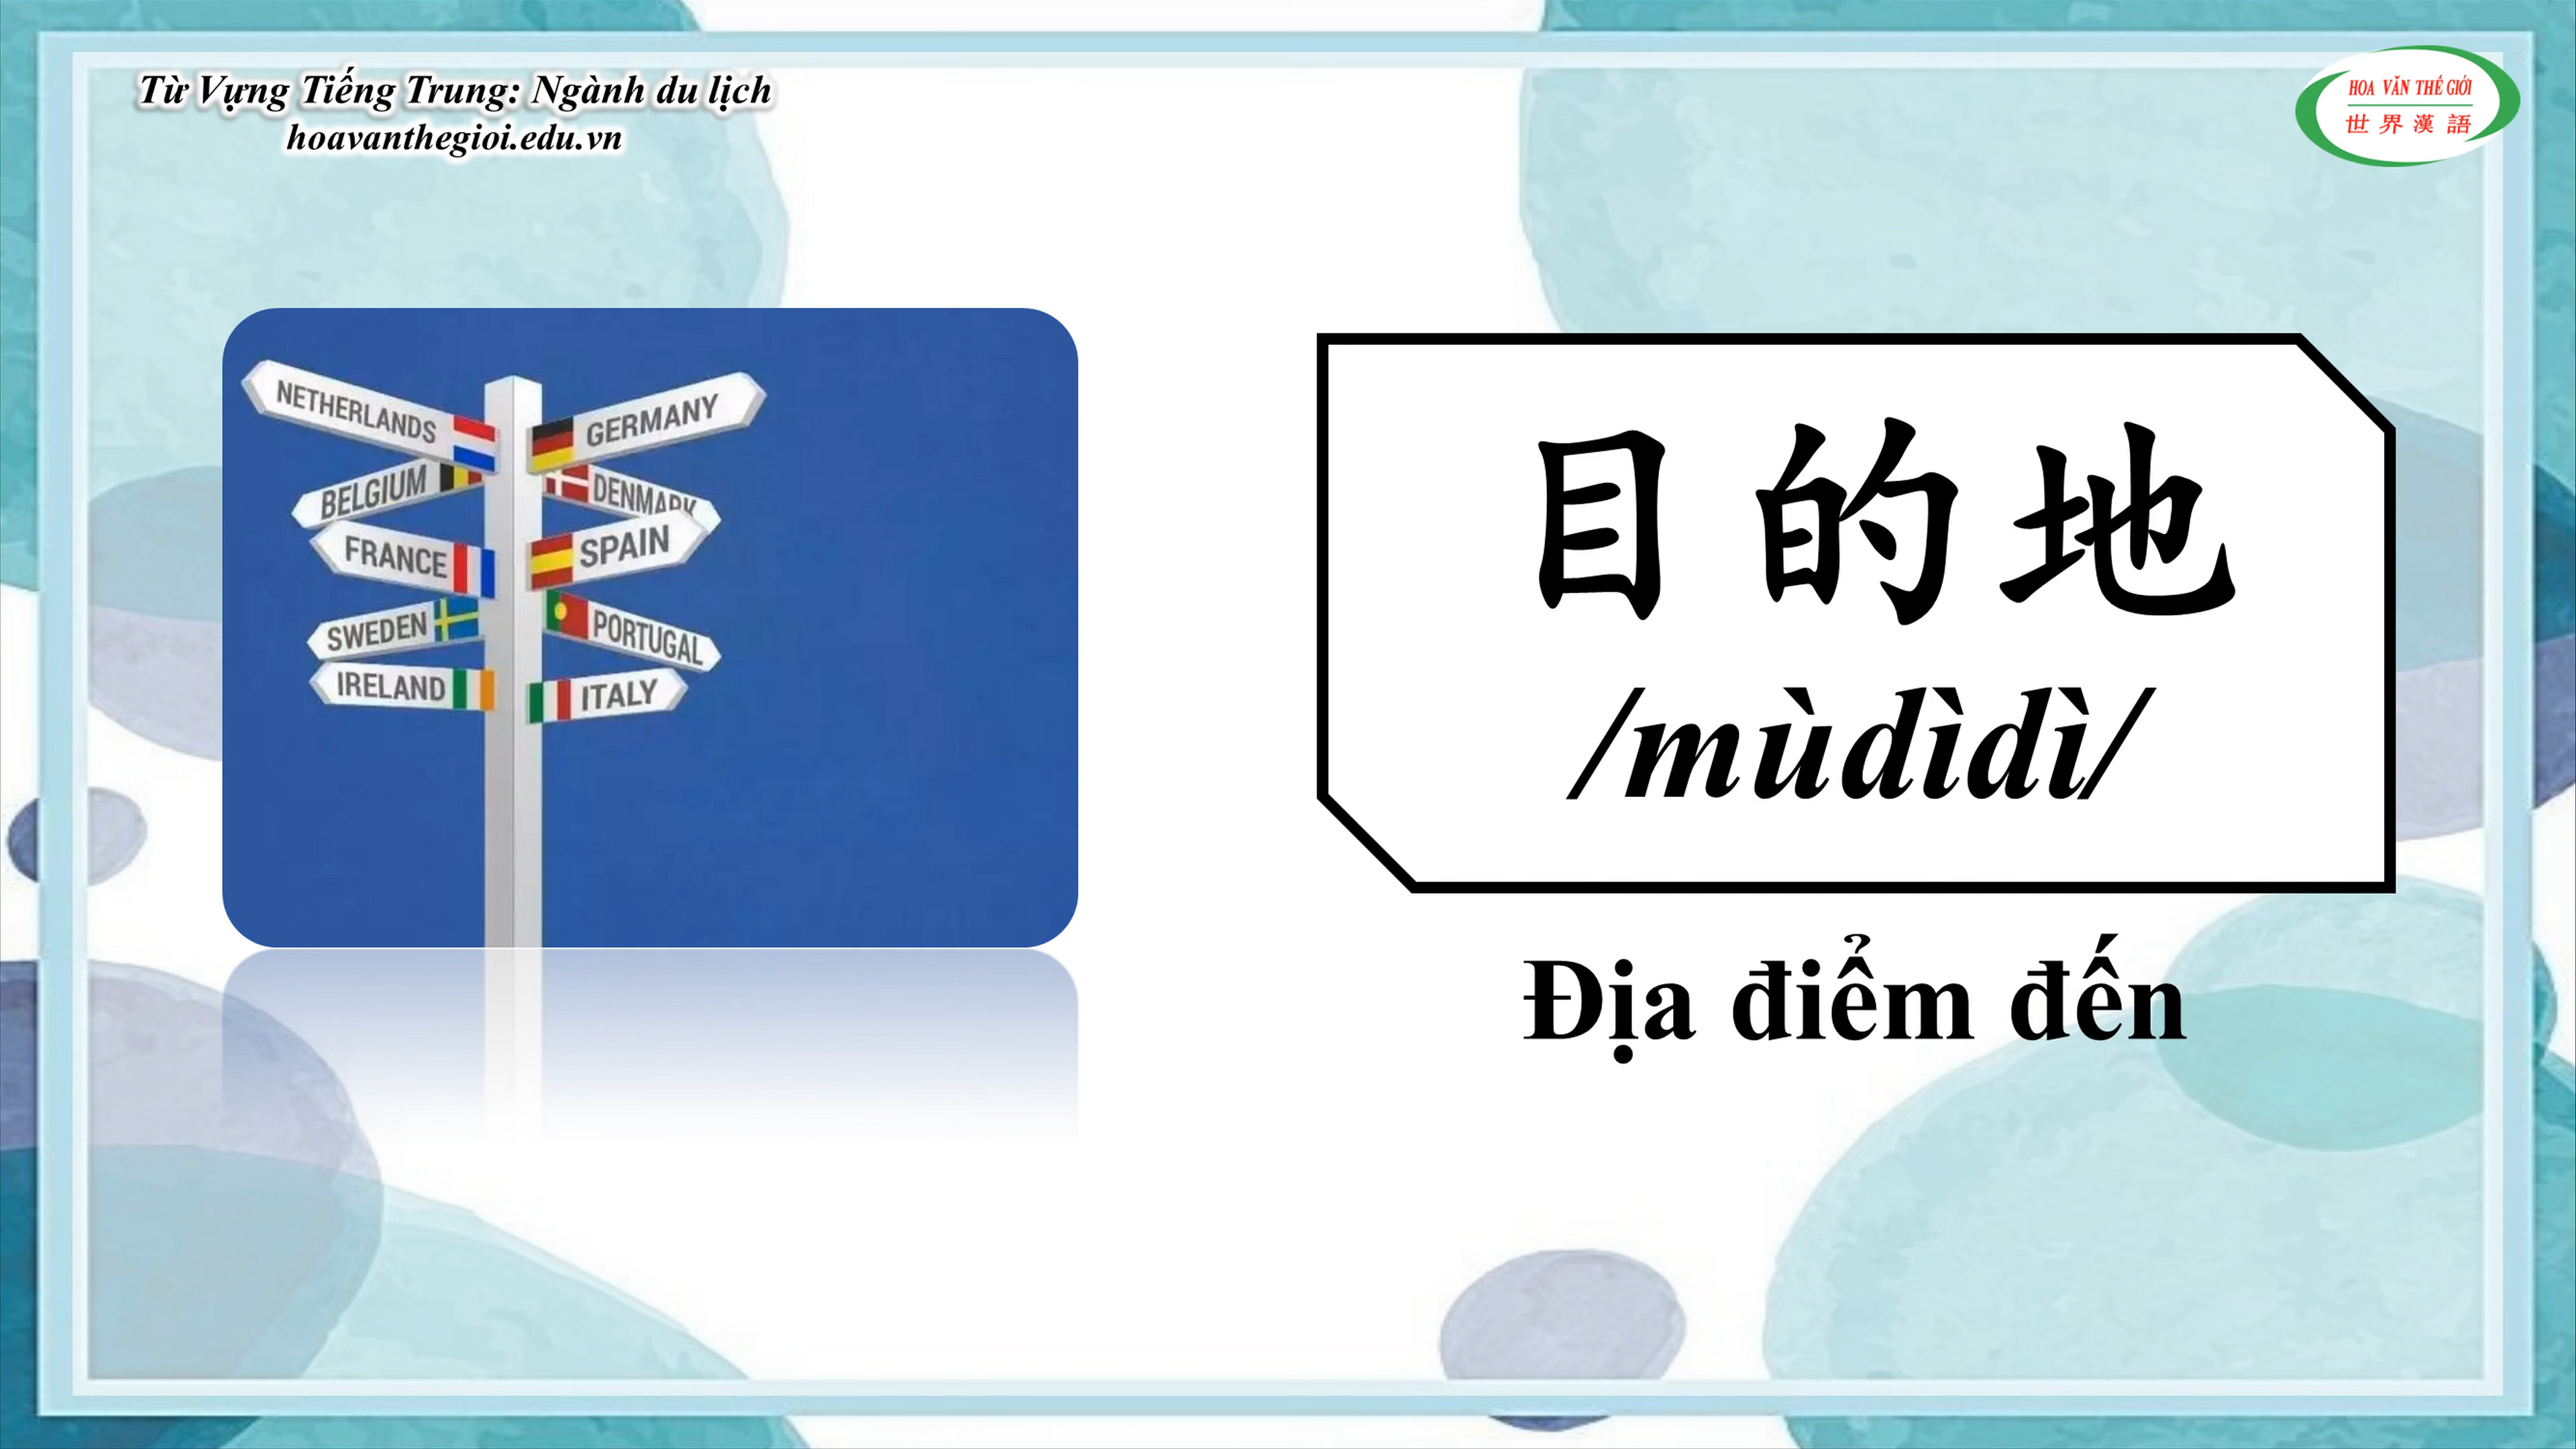 Từ Vựng Tiếng Trung: Ngành du lịch
hoavanthegioi.edu.vn
HOA VĂN THẾ GIỚI
世界漢語
NETHERLANDS
GERMANY
BELGIUM
DENMARK
FRANCE
SPAIN
SWEDEN
PORTUGAL
IRELAND
ITALY
目的地
/mùdìdì/
Địa điểm đến